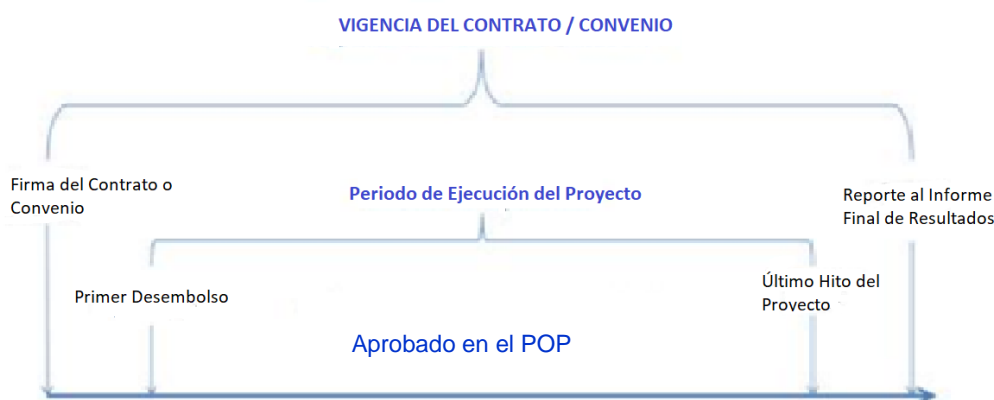 VIGENCIA DEL CONTRATO / CONVENIO
Firma del Contrato o
Convenio
Periodo de Ejecución del Proyecto
Reporte al Informe
Final de Resultados
Primer Desembolso
Último Hito del
Proyecto
Aprobado en el POP